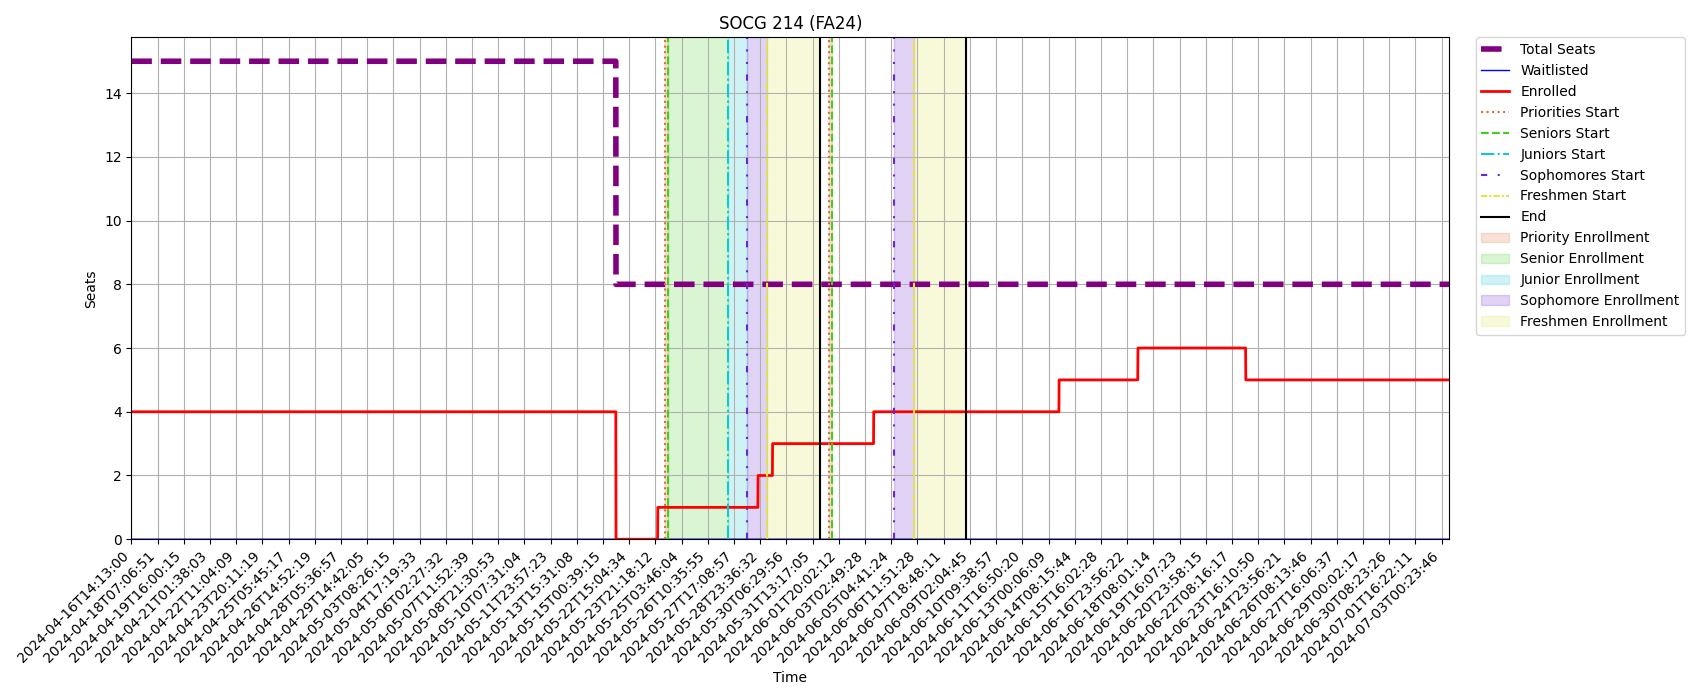 SOCG 214 (FA24)
Seats
14
12
10
8
6
4
2
0
2024-04-16T14:13:00
2024-04-18T07:06:51
2024-04-19T16:00:15
2024-04-21T01:38:03
2024-04-22T11:04:09
2024-04-23T20:11:19
2024-04-25T05:45:17
2024-04-26T14:52:19
2024-04-28T05:36:57
2024-04-29T14:42:05
2024-05-03T08:26:15
2024-05-04T17:19:33
2024-05-06T02:27:32
2024-05-07T11:52:39
2024-05-08T21:30:53
2024-05-10T07:31:04
2024-05-11T23:57:23
2024-05-13T15:31:08
2024-05-15T00:39:15
2024-05-22T15:04:34
2024-05-23T21:18:12
2024-05-25T03:46:04
2024-05-26T10:35:55
2024-05-27T17:08:57
2024-05-28T23:36:32
2024-05-30T06:29:56
2024-05-31T13:17:05
2024-06-01T20:02:12
2024-06-03T02:49:28
2024-06-05T04:41:24
2024-06-06T11:51:28
2024-06-07T18:48:11
2024-06-09T02:04:45
2024-06-10T09:38:57
2024-06-11T16:50:20
2024-06-13T00:06:09
2024-06-14T08:15:44
2024-06-15T16:02:28
2024-06-16T23:56:22
2024-06-18T08:01:14
2024-06-19T16:07:23
2024-06-20T23:58:15
2024-06-22T08:16:17
2024-06-23T16:10:50
2024-06-24T23:56:21
2024-06-26T08:13:46
2024-06-27T16:06:37
2024-06-29T00:02:17
2024-06-30T08:23:26
2024-07-01T16:22:11
2024-07-03T00:23:46
Time
Total Seats
Waitlisted
Enrolled
Priorities Start
Seniors Start
Juniors Start
Sophomores Start
Freshmen Start
End
Priority Enrollment
Senior Enrollment
Junior Enrollment
Sophomore Enrollment
Freshmen Enrollment